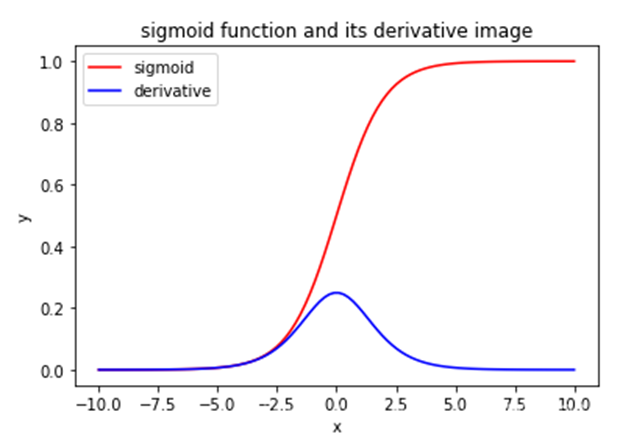 sigmoid function and its derivative image
sigmoid
derivative
1.0
0.8
0.6
0.4
0.2
0.0
y
−10.0 −7.5 −5.0 −2.5 0.0 2.5 5.0 7.5 10.0
x